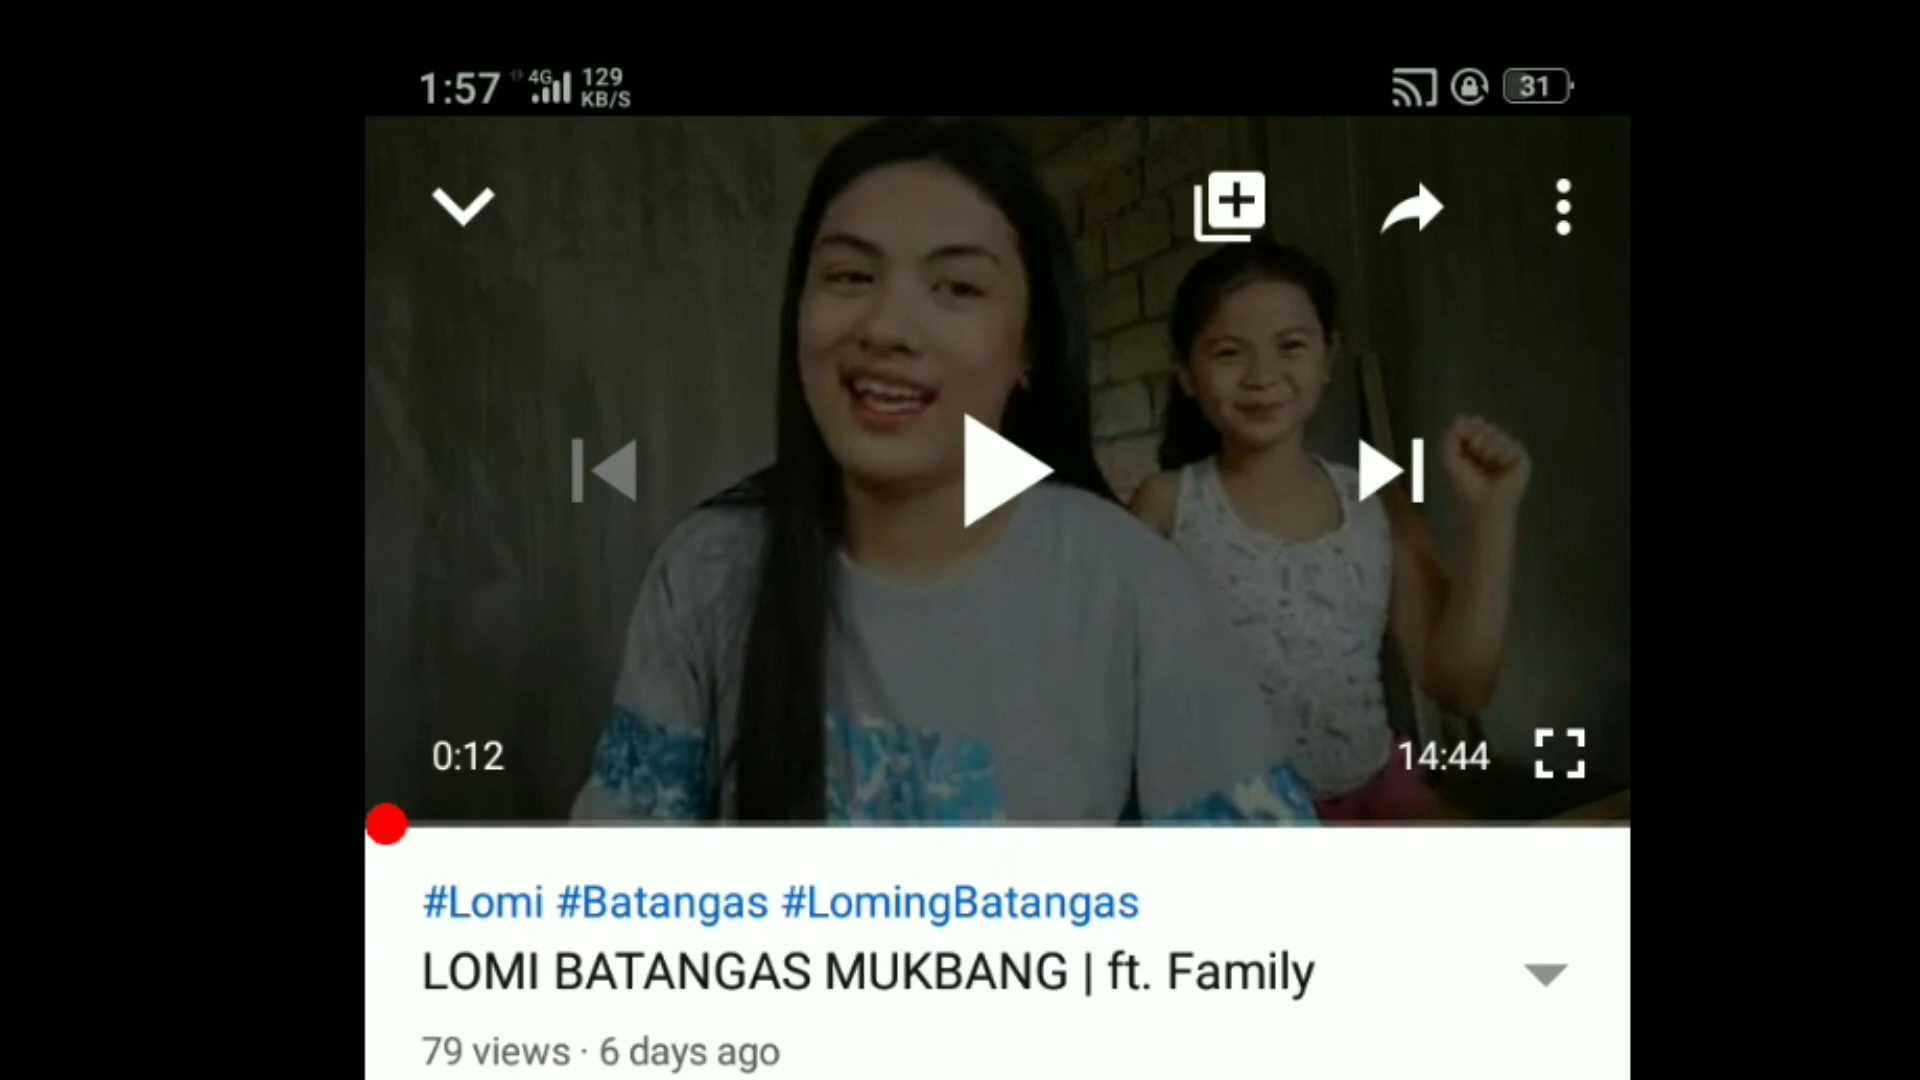 1:57 4G 129 KB/S 31
0:12 14:44
#Lomi #Batangas #LomingBatangas
LOMI BATANGAS MUKBANG | ft. Family
79 views · 6 days ago